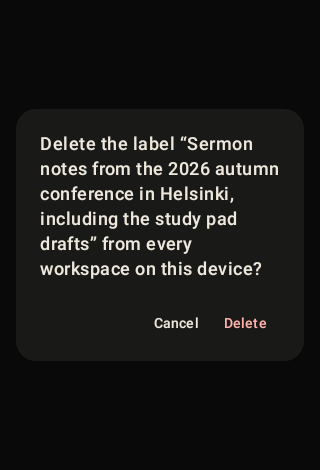 Delete the label “Sermon
notes from the 2026 autumn
conference in Helsinki,
including the study pad
drafts” from every
workspace on this device?
Cancel Delete